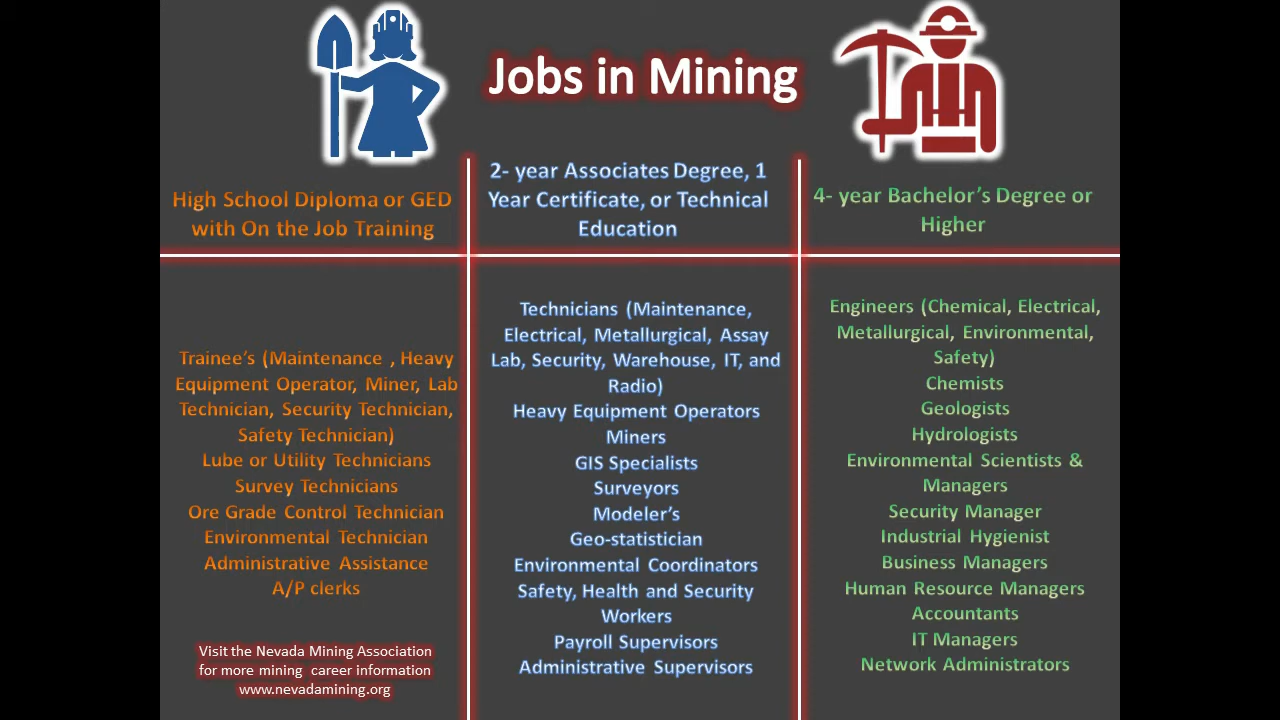 Jobs in Mining
High School Diploma or GED
with On the Job Training
2- year Associates Degree, 1
Year Certificate, or Technical
Education
4- year Bachelor's Degree or
Higher
Trainee's (Maintenance , Heavy
Equipment Operator, Miner, Lab
Technician, Security Technician,
Safety Technician)
Lube or Utility Technicians
Survey Technicians
Ore Grade Control Technician
Environmental Technician
Administrative Assistance
A/P clerks
Visit the Nevada Mining Association
for more mining career information
www.nevadamining.org
Technicians (Maintenance,
Electrical, Metallurgical, Assay
Lab, Security, Warehouse, IT, and
Radio)
Heavy Equipment Operators
Miners
GIS Specialists
Surveyors
Modeler's
Geo-statistician
Environmental Coordinators
Safety, Health and Security
Workers
Payroll Supervisors
Administrative Supervisors
Engineers (Chemical, Electrical,
Metallurgical, Environmental,
Safety)
Chemists
Geologists
Hydrologists
Environmental Scientists &
Managers
Security Manager
Industrial Hygienist
Business Managers
Human Resource Managers
Accountants
IT Managers
Network Administrators